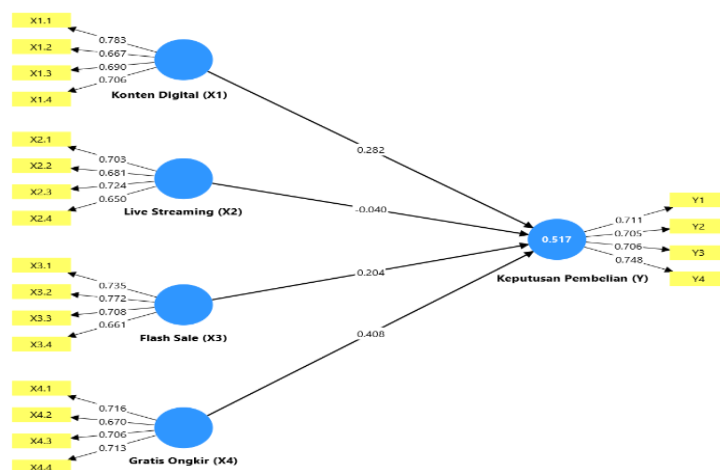 X1.1
X1.2
X1.3
X1.4
0.783
0.667
0.690
0.706
Konten Digital (X1)
0.282
X2.1
X2.2
X2.3
X2.4
0.703
0.681
0.724
0.650
Live Streaming (X2)
-0.040
X3.1
X3.2
X3.3
X3.4
0.735
0.772
0.708
0.661
Flash Sale (X3)
0.204
X4.1
X4.2
X4.3
X4.4
0.716
0.670
0.706
0.713
Gratis Ongkir (X4)
0.408
0.517
Keputusan Pembelian (Y)
0.711
0.705
0.706
0.748
Y1
Y2
Y3
Y4